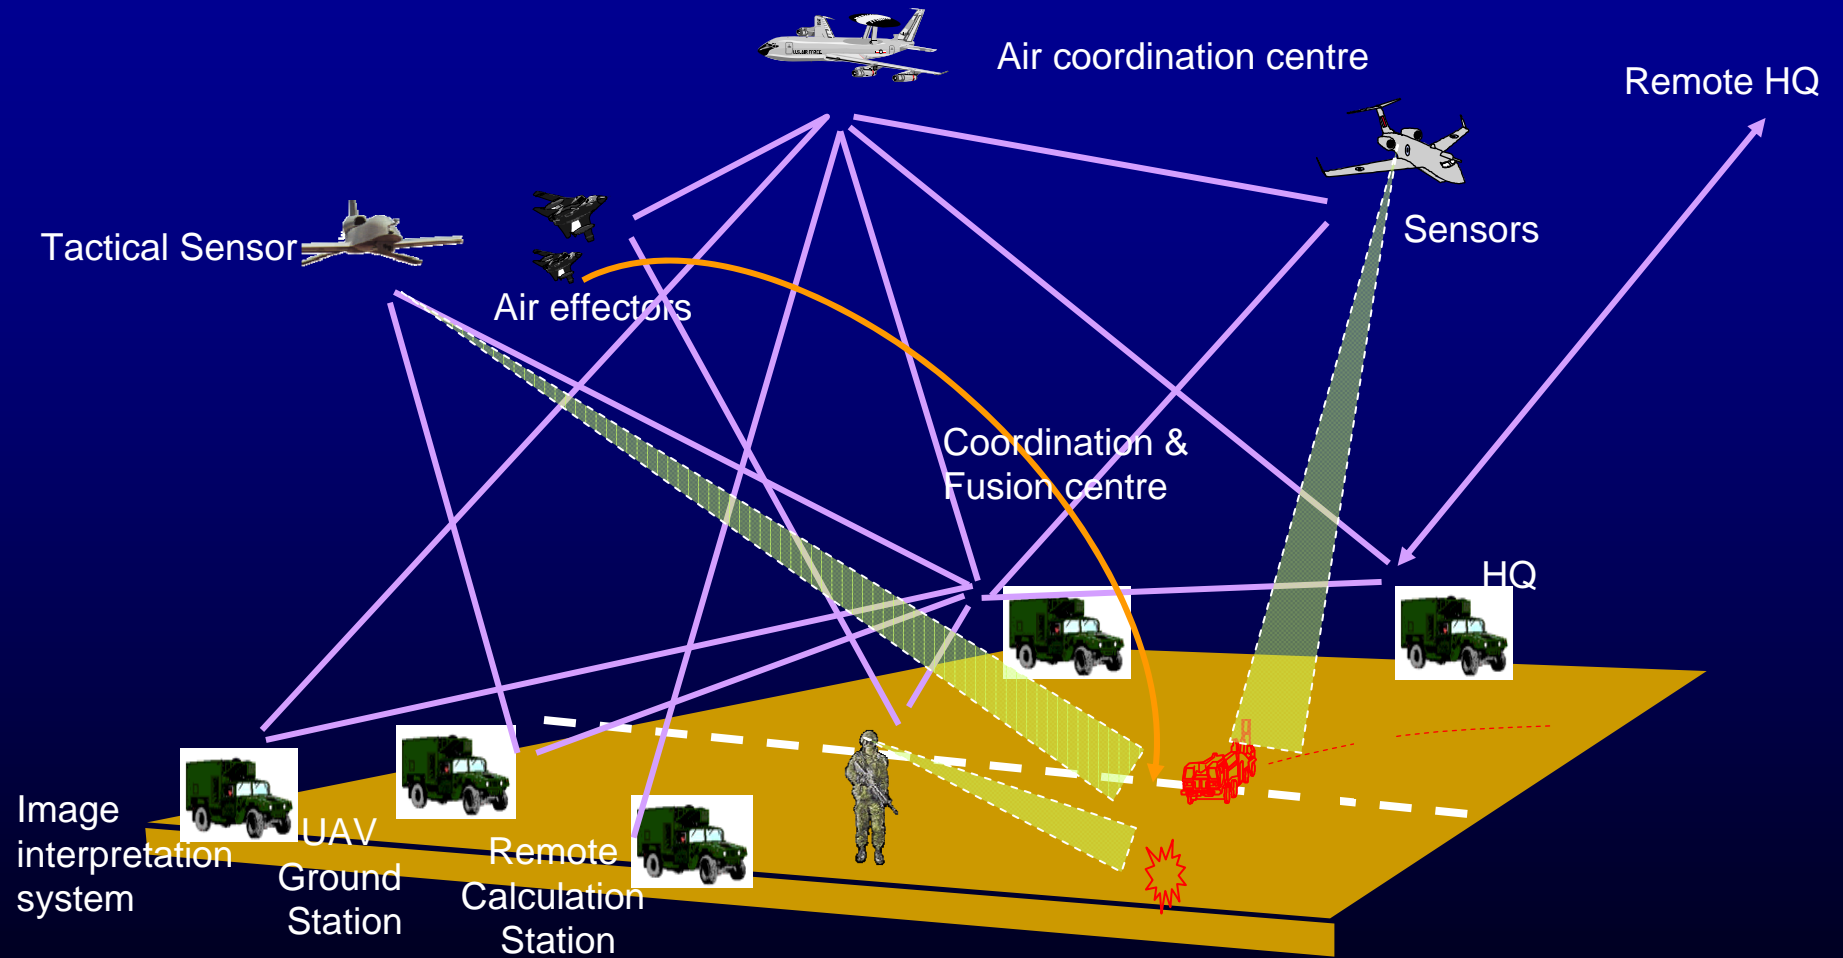 Air coordination centre
Remote HQ
Tactical Sensor
Sensors
Air effectors
Coordination &
Fusion centre
HQ
Image
interpretation
system
UAV
Ground
Station
Remote
Calculation
Station